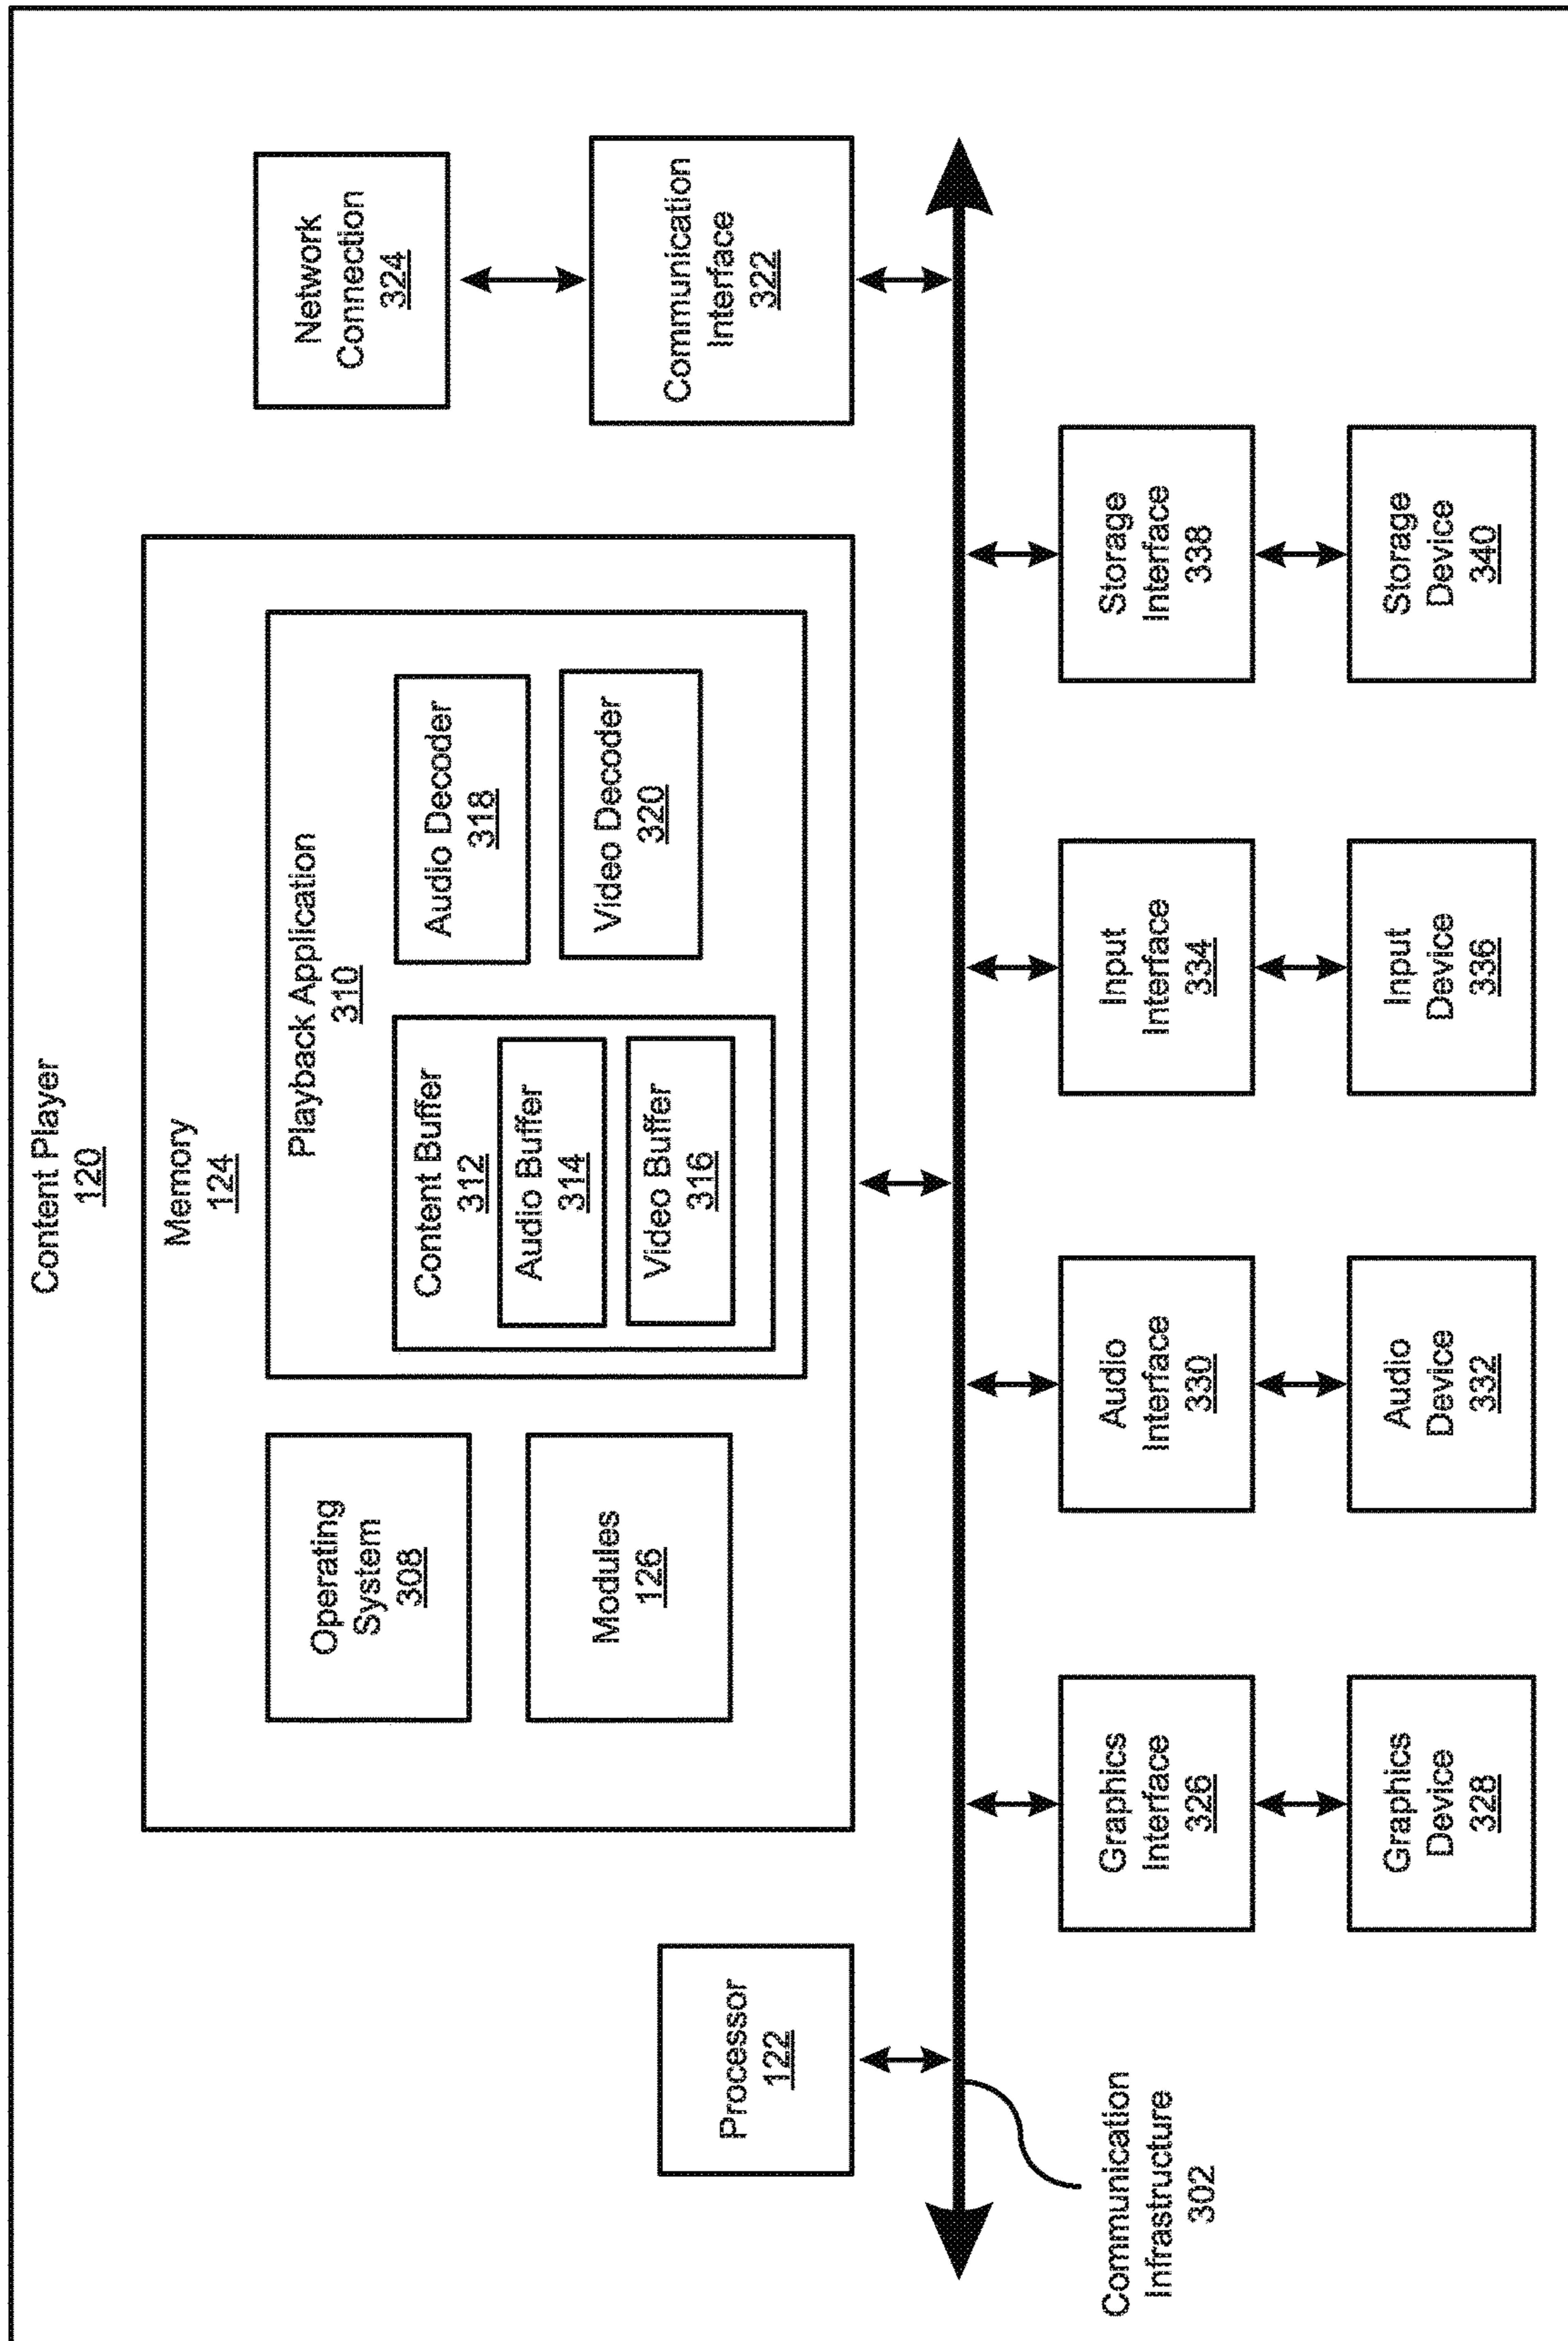 Content Player
120
Memory
124
Operating
System
308
Modules
126
Playback Application
310
Content Buffer
312
Audio Buffer
314
Video Buffer
316
Audio Decoder
318
Video Decoder
320
Network
Connection
324
Communication
Interface
322
Processor
122
Communication
Infrastructure
302
Graphics
Interface
326
Audio
Interface
330
Input
Interface
334
Storage
Interface
338
Graphics
Device
328
Audio
Device
332
Input
Device
336
Storage
Device
340